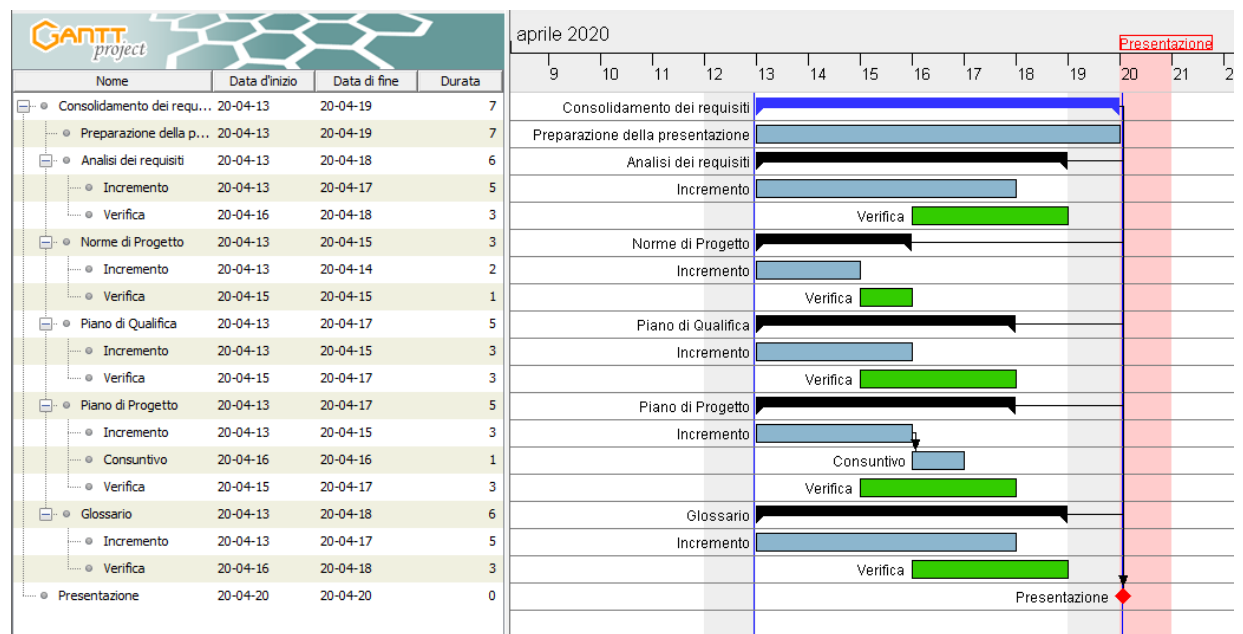 GANTT
project
Nome Data d'inizio Data di fine Durata
Consolidamento dei requ... 20-04-13 20-04-19 7
Preparazione della p... 20-04-13 20-04-19 7
Analisi dei requisiti 20-04-13 20-04-18 6
Incremento 20-04-13 20-04-17 5
Verifica 20-04-16 20-04-18 3
Norme di Progetto 20-04-13 20-04-15 3
Incremento 20-04-13 20-04-14 2
Verifica 20-04-15 20-04-15 1
Piano di Qualifica 20-04-13 20-04-17 5
Incremento 20-04-13 20-04-15 3
Verifica 20-04-15 20-04-17 3
Piano di Progetto 20-04-13 20-04-17 5
Incremento 20-04-13 20-04-15 3
Consuntivo 20-04-16 20-04-16 1
Verifica 20-04-15 20-04-17 3
Glossario 20-04-13 20-04-18 6
Incremento 20-04-13 20-04-17 5
Verifica 20-04-16 20-04-18 3
Presentazione 20-04-20 20-04-20 0
aprile 2020
Presentazione
9 10 11 12 13 14 15 16 17 18 19 20 21 2
Consolidamento dei requisiti
Preparazione della presentazione
Analisi dei requisiti
Incremento
Verifica
Norme di Progetto
Incremento
Verifica
Piano di Qualifica
Incremento
Verifica
Piano di Progetto
Incremento
Consuntivo
Verifica
Glossario
Incremento
Verifica
Presentazione